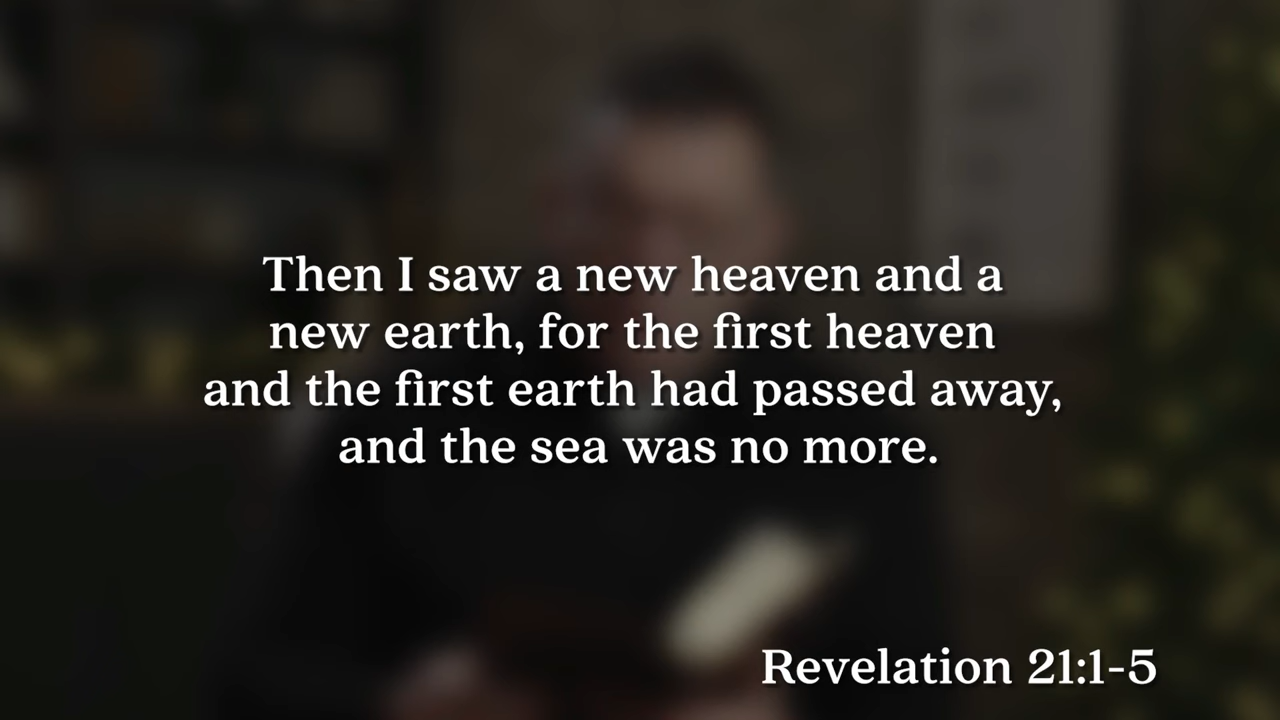 Then I saw a new heaven and a
new earth, for the first heaven
and the first earth had passed away,
and the sea was no more.
Revelation 21:1-5